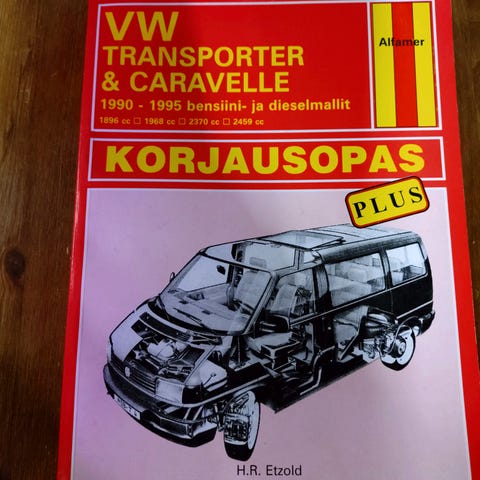 VW
TRANSPORTER
& CARAVELLE
1990 - 1995 bensiini- ja dieselmallit
1896 cc □ 1968 cc □ 2370 cc □ 2459 cc
Alfamer
KORJAUSOPAS
PLUS
H.R. Etzold